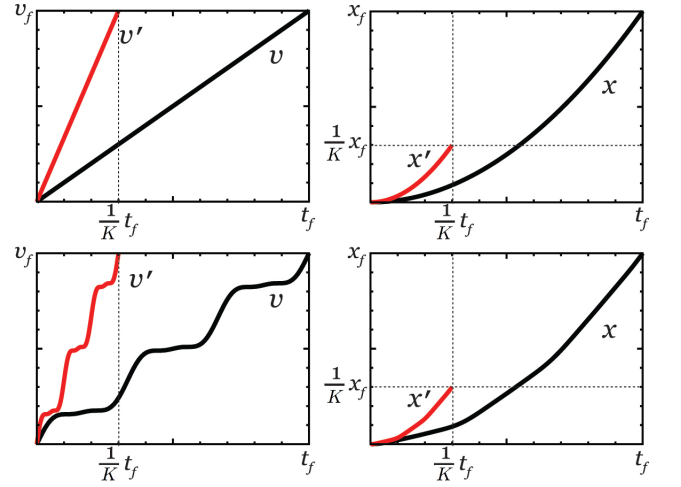 v_f
v′
v
1/K t_f
t_f
x_f
x
1/K x_f
x′
1/K t_f
t_f
v_f
v′
v
1/K t_f
t_f
x_f
x
1/K x_f
x′
1/K t_f
t_f